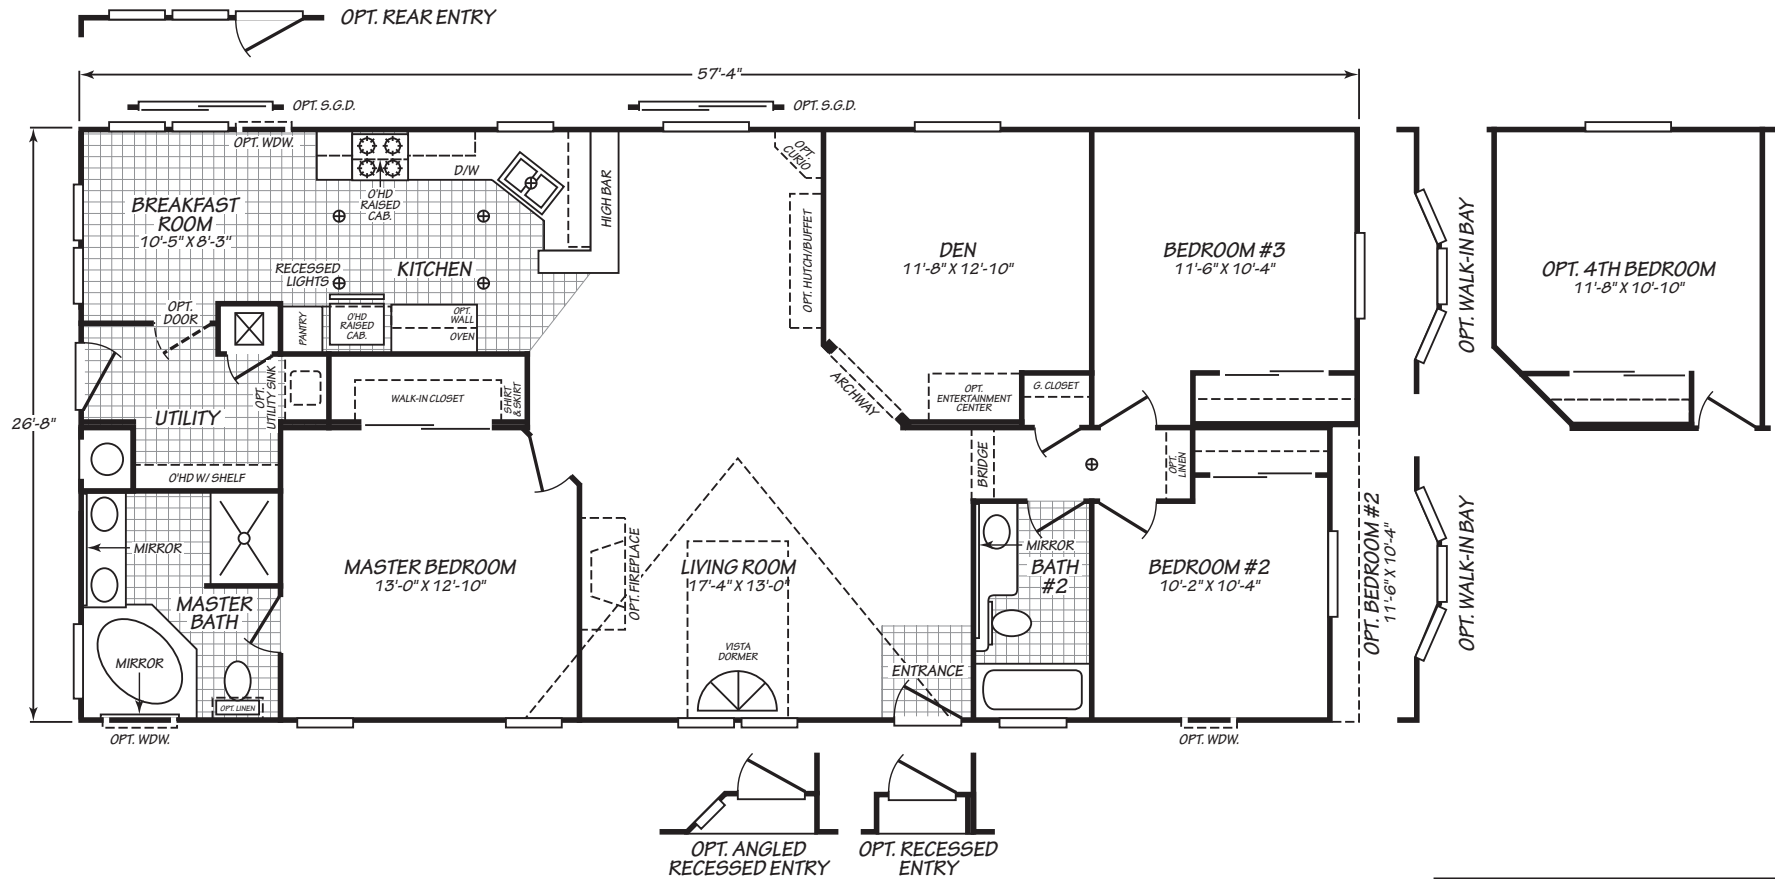 OPT. REAR ENTRY
57'-4"
OPT. S.G.D.
OPT. S.G.D.
OPT. WDW.
D/W
O'HD
RAISED
CAB.
HIGH BAR
OPT.
CURIO
BREAKFAST
ROOM
10'-5" X 8'-3"
RECESSED
LIGHTS
KITCHEN
OPT. HUTCH/BUFFET
DEN
11'-8" X 12'-10"
BEDROOM #3
11'-6" X 10'-4"
OPT. WALK-IN BAY
OPT. 4TH BEDROOM
11'-8" X 10'-10"
OPT.
DOOR
PANTRY
O'HD
RAISED
CAB.
OPT.
WALL
OVEN
26'-8"
UTILITY
OPT.
UTILITY SINK
WALK-IN CLOSET
SHIRT
& SKIRT
ARCHWAY
OPT.
ENTERTAINMENT
CENTER
G. CLOSET
BRIDGE
OPT.
LINEN
O'HD W/ SHELF
MIRROR
MASTER
BATH
MIRROR
OPT. LINEN
OPT. WDW.
MASTER BEDROOM
13'-0" X 12'-10"
OPT. FIREPLACE
LIVING ROOM
17'-4" X 13'-0"
VISTA
DORMER
ENTRANCE
MIRROR
BATH
#2
BEDROOM #2
10'-2" X 10'-4"
OPT. BEDROOM #2
11'-6" X 10'-4"
OPT. WALK-IN BAY
OPT. WDW.
OPT. ANGLED
RECESSED ENTRY
OPT. RECESSED
ENTRY